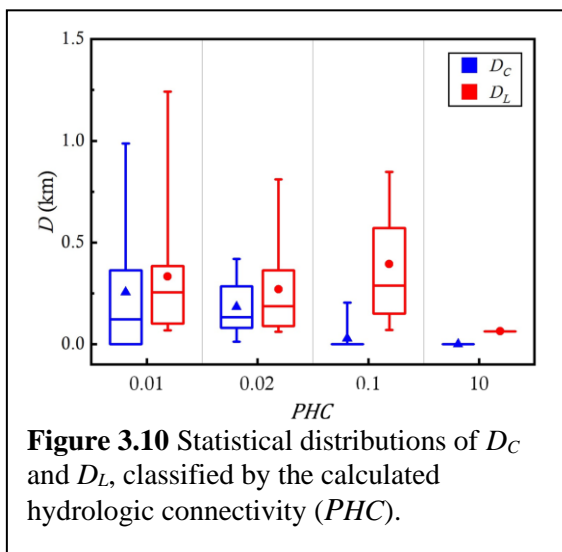 1.5
D_C
D_L
1.0
D (km)
0.5
0.0
0.01 0.02 0.1 10
PHC
Figure 3.10 Statistical distributions of D_C
and D_L, classified by the calculated
hydrologic connectivity (PHC).